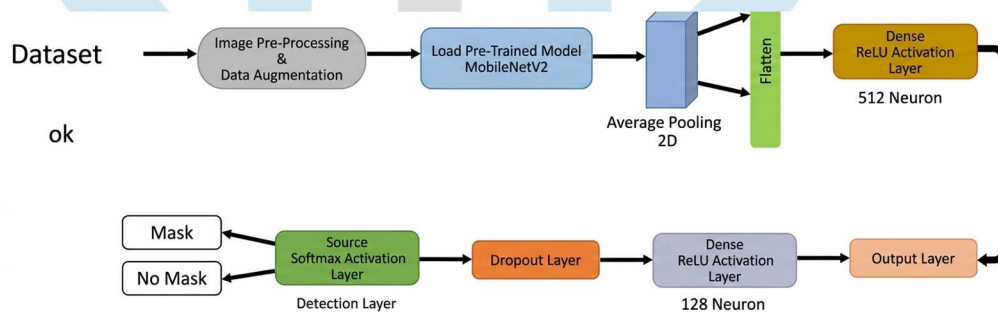 Dataset
Image Pre-Processing
&
Data Augmentation
Load Pre-Trained Model
MobileNetV2
Average Pooling
2D
Flatten
Dense
ReLU Activation
Layer
512 Neuron
ok
Mask
No Mask
Source
Softmax Activation
Layer
Detection Layer
Dropout Layer
Dense
ReLU Activation
Layer
128 Neuron
Output Layer